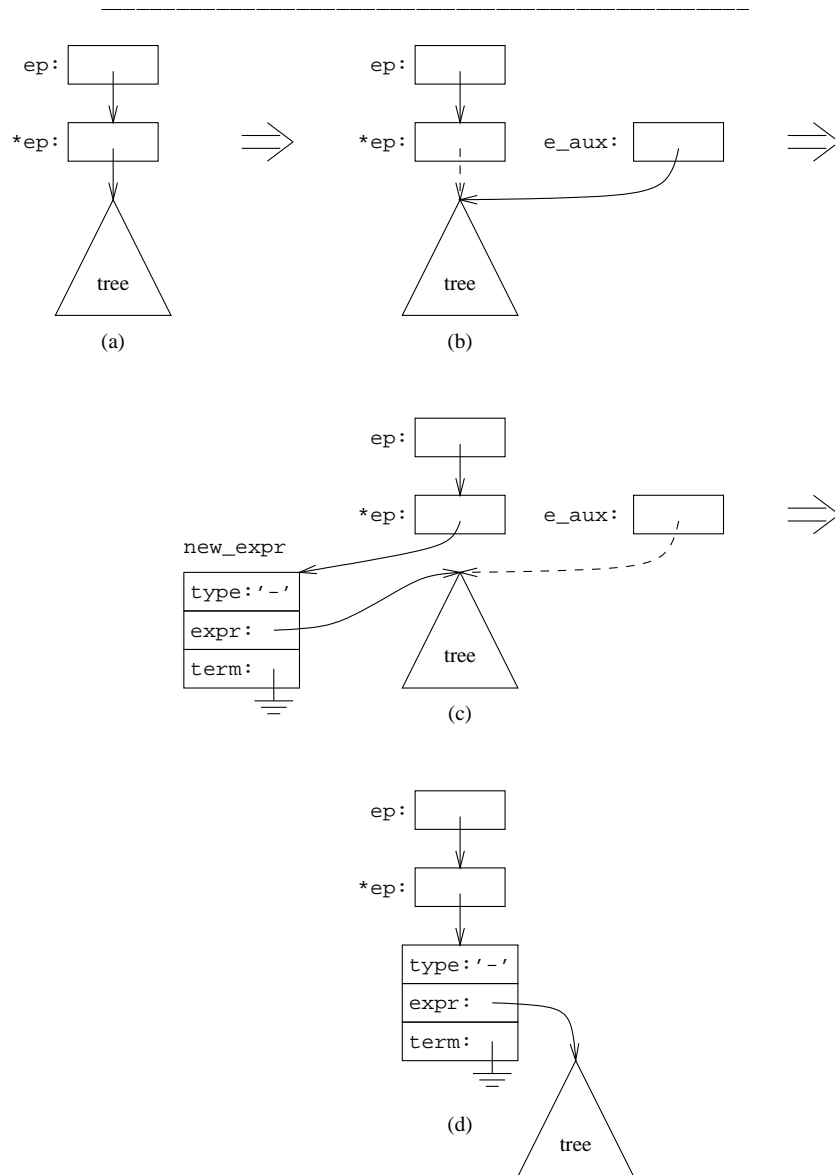 ep:
ep:
*ep:
*ep:
e_aux:
tree
tree
(a)
(b)
ep:
*ep:
e_aux:
new_expr
type:'-'
expr:
term:
tree
(c)
ep:
*ep:
type:'-'
expr:
term:
(d)
tree